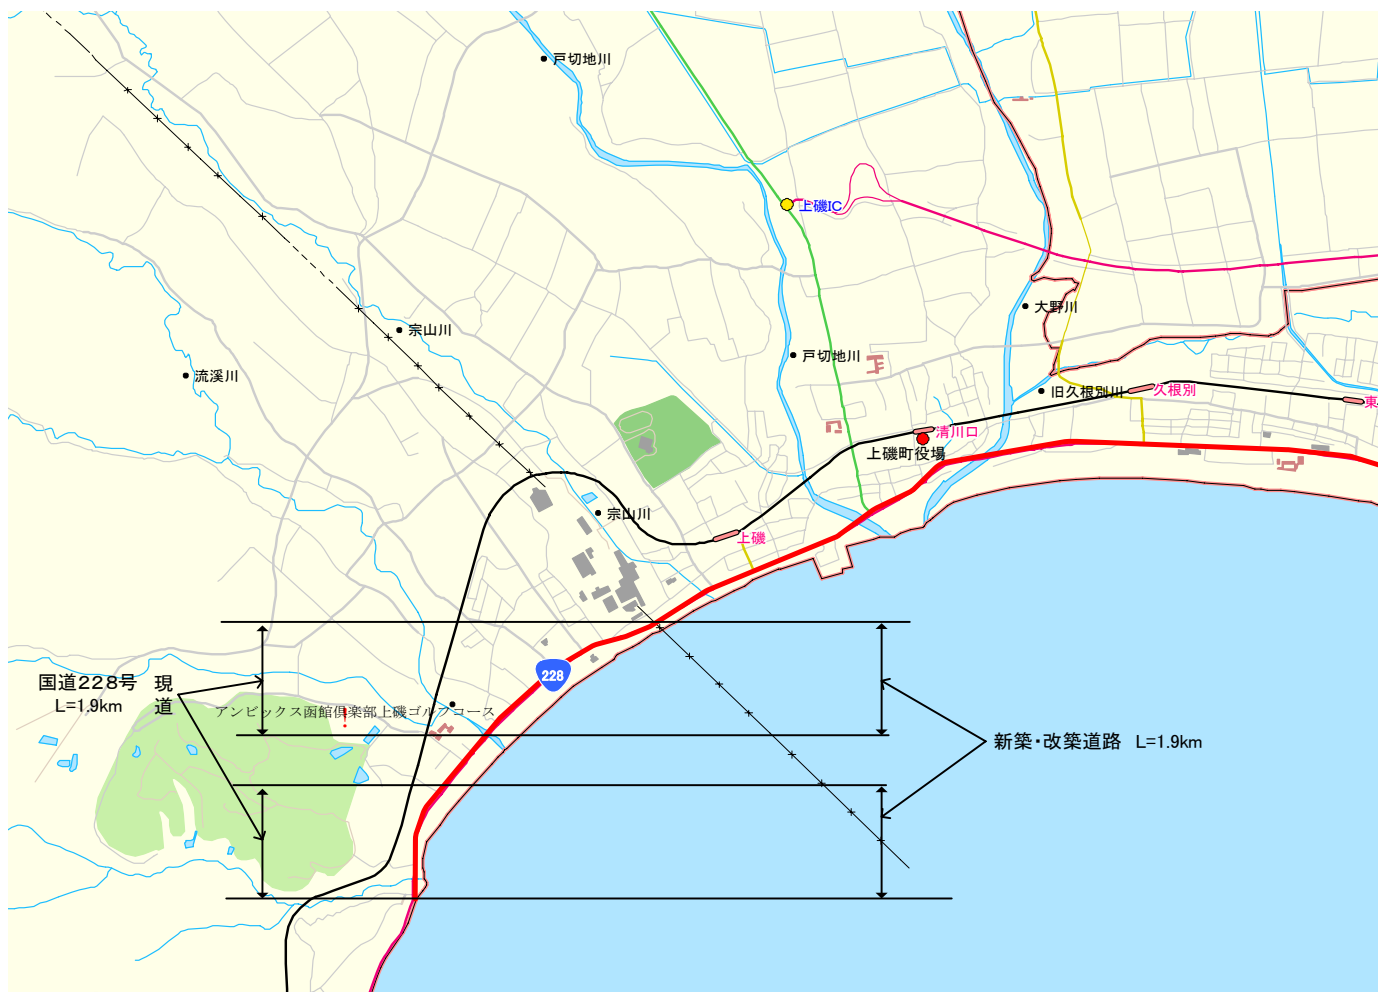 戸切地川
上磯IC
大野川
宗山川
戸切地川
流溪川
旧久根別川
久根別
東
清川口
上磯町役場
宗山川
上磯
228
国道228号 現道
L=1.9km
アンビックス函館倶楽部上磯ゴルフコース
新築・改築道路 L=1.9km